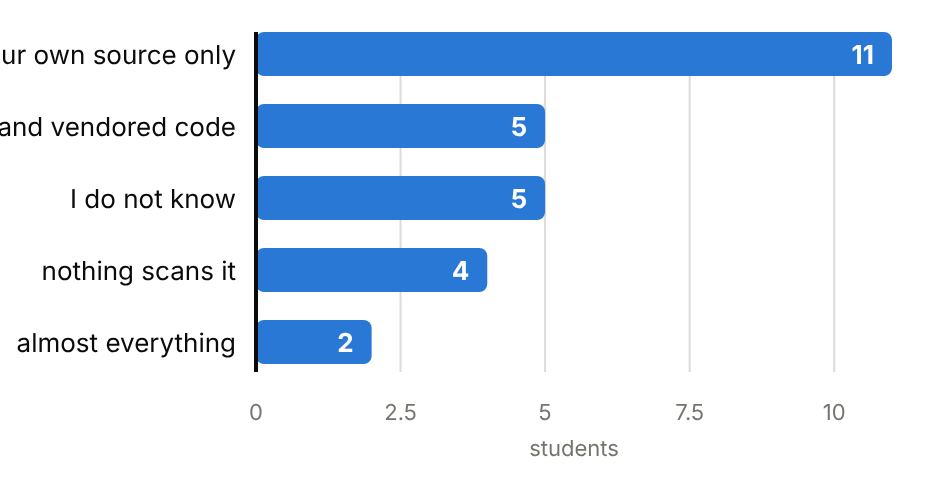 ur own source only
11
and vendored code
5
I do not know
5
nothing scans it
4
almost everything
2
0 2.5 5 7.5 10
students